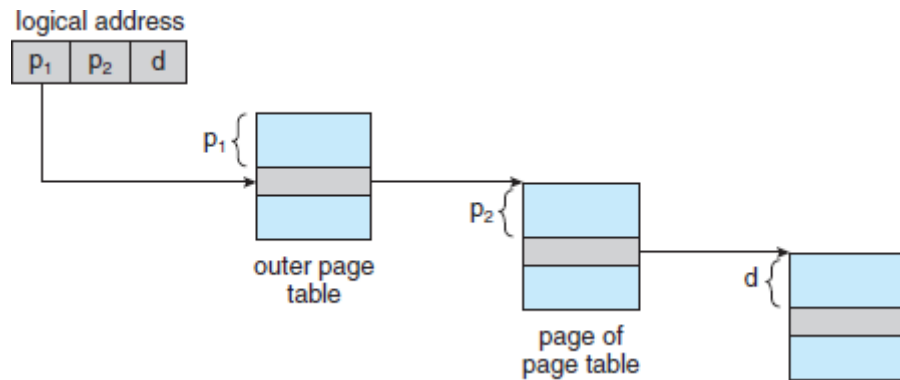 logical address
p₁ p₂ d
p₁
outer page
table
p₂
page of
page table
d